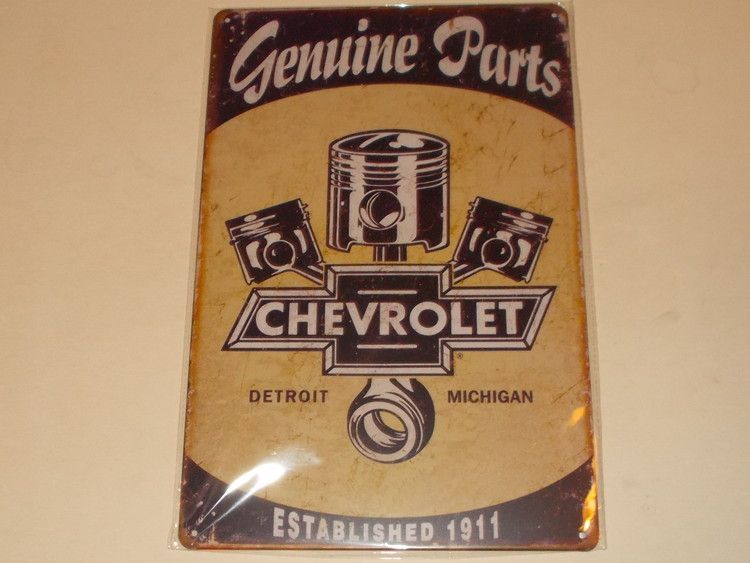 Genuine Parts
CHEVROLET®
DETROIT MICHIGAN
ESTABLISHED 1911